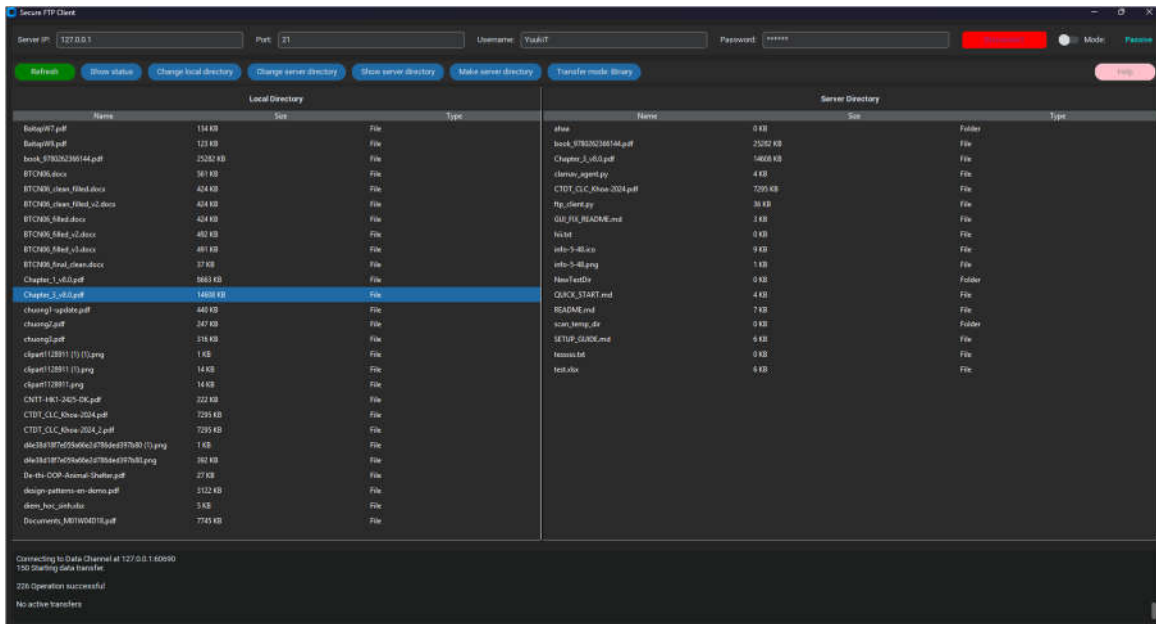 Secure FTP Client
Server IP: 127.0.0.1 Port: 21 Username: YuukiT Password: ****** Mode: Passive
Refresh Show status Change local directory Change server directory Show server directory Make server directory Transfer mode: Binary Help
Local Directory Server Directory
Name Size Type Name Size Type
BaitapW7.pdf 134 KB File ahaa 0 KB Folder
BaitapW8.pdf 123 KB File book_9780262366144.pdf 25282 KB File
book_9780262366144.pdf 25282 KB File Chapter_3_v8.0.pdf 14608 KB File
BTCN06.docx 561 KB File clamav_agent.py 4 KB File
BTCN06_clean_filled.docx 424 KB File CTDT_CLC_Khoa-2024.pdf 7295 KB File
BTCN06_clean_filled_v2.docx 424 KB File ftp_client.py 36 KB File
BTCN06_filled.docx 424 KB File GUI_FIX_README.md 3 KB File
BTCN06_filled_v2.docx 492 KB File hiii.txt 0 KB File
BTCN06_filled_v3.docx 491 KB File info-5-48.ico 9 KB File
BTCN06_final_clean.docx 37 KB File info-5-48.png 1 KB File
Chapter_1_v8.0.pdf 5663 KB File NewTestDir 0 KB Folder
Chapter_3_v8.0.pdf 14608 KB File QUICK_START.md 4 KB File
chuong1-update.pdf 440 KB File README.md 7 KB File
chuong2.pdf 247 KB File scan_temp_dir 0 KB Folder
chuong3.pdf 316 KB File SETUP_GUIDE.md 6 KB File
clipart1128911 (1) (1).png 1 KB File 0 KB File
clipart1128911 (1).png 14 KB File test.xlsx 6 KB File
clipart1128911.png 14 KB File
CNTT-HK1-2425-DK.pdf 222 KB File
CTDT_CLC_Khoa-2024.pdf 7295 KB File
CTDT_CLC_Khoa-2024_2.pdf 7295 KB File
(1).png 1 KB File
392 KB File
De-thi-OOP-Animal-Shelter.pdf 27 KB File
design-patterns-en-demo.pdf 3122 KB File
diem_hoc_sinh.xlsx 5 KB File
Documents_M01W04D18.pdf 7745 KB File
Connecting to Data Channel at 127.0.0.1:60690
150 Starting data transfer.
226 Operation successful
No active transfers